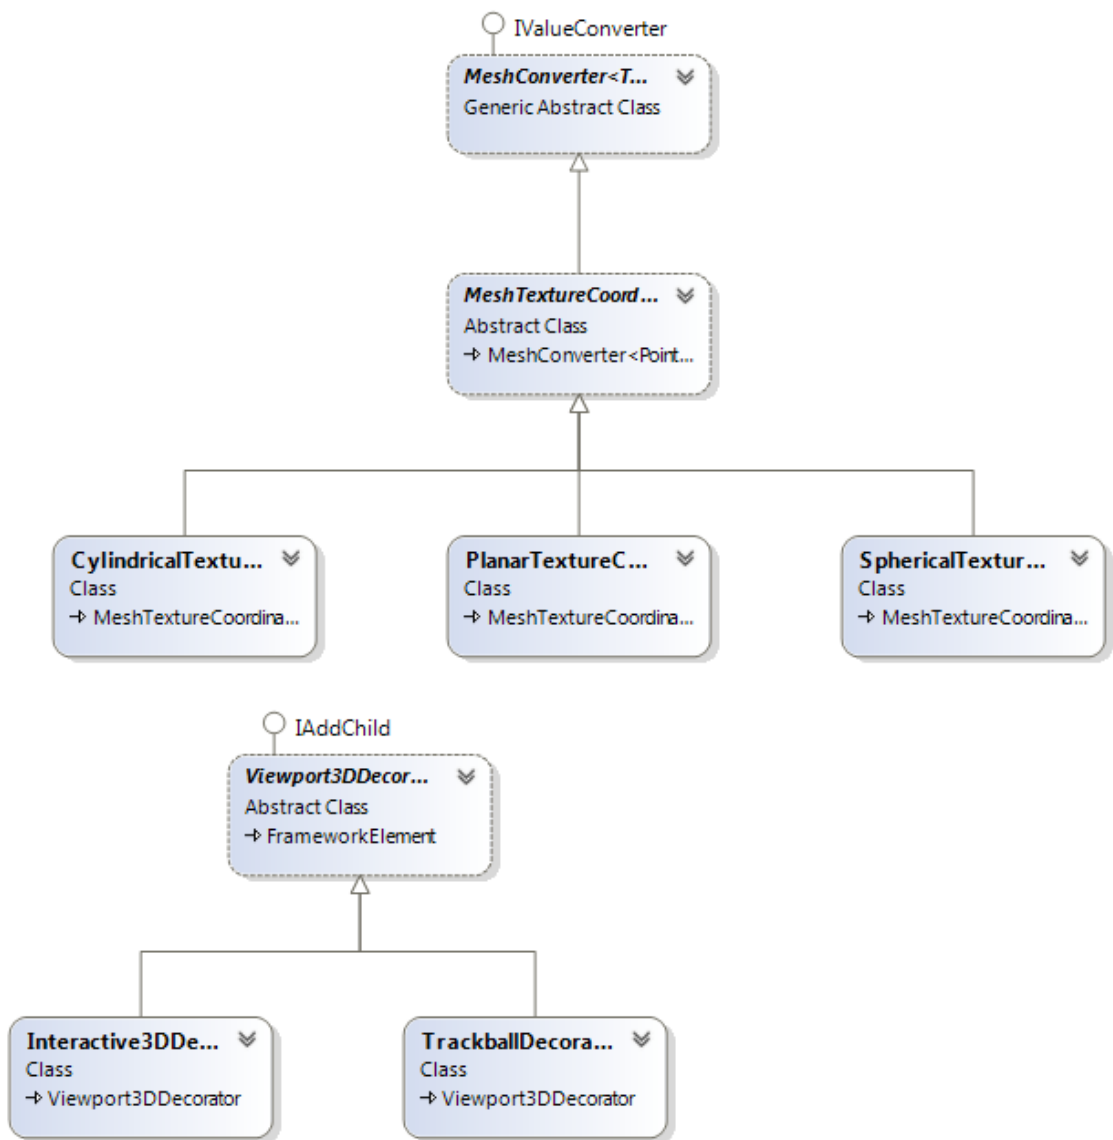 IValueConverter
MeshConverter<T...
Generic Abstract Class
MeshTextureCoord...
Abstract Class
MeshConverter<Point...
CylindricalTextu...
Class
MeshTextureCoordina...
PlanarTextureC...
Class
MeshTextureCoordina...
SphericalTextur...
Class
MeshTextureCoordina...
IAddChild
Viewport3DDecor...
Abstract Class
FrameworkElement
Interactive3DDe...
Class
Viewport3DDecorator
TrackballDecora...
Class
Viewport3DDecorator